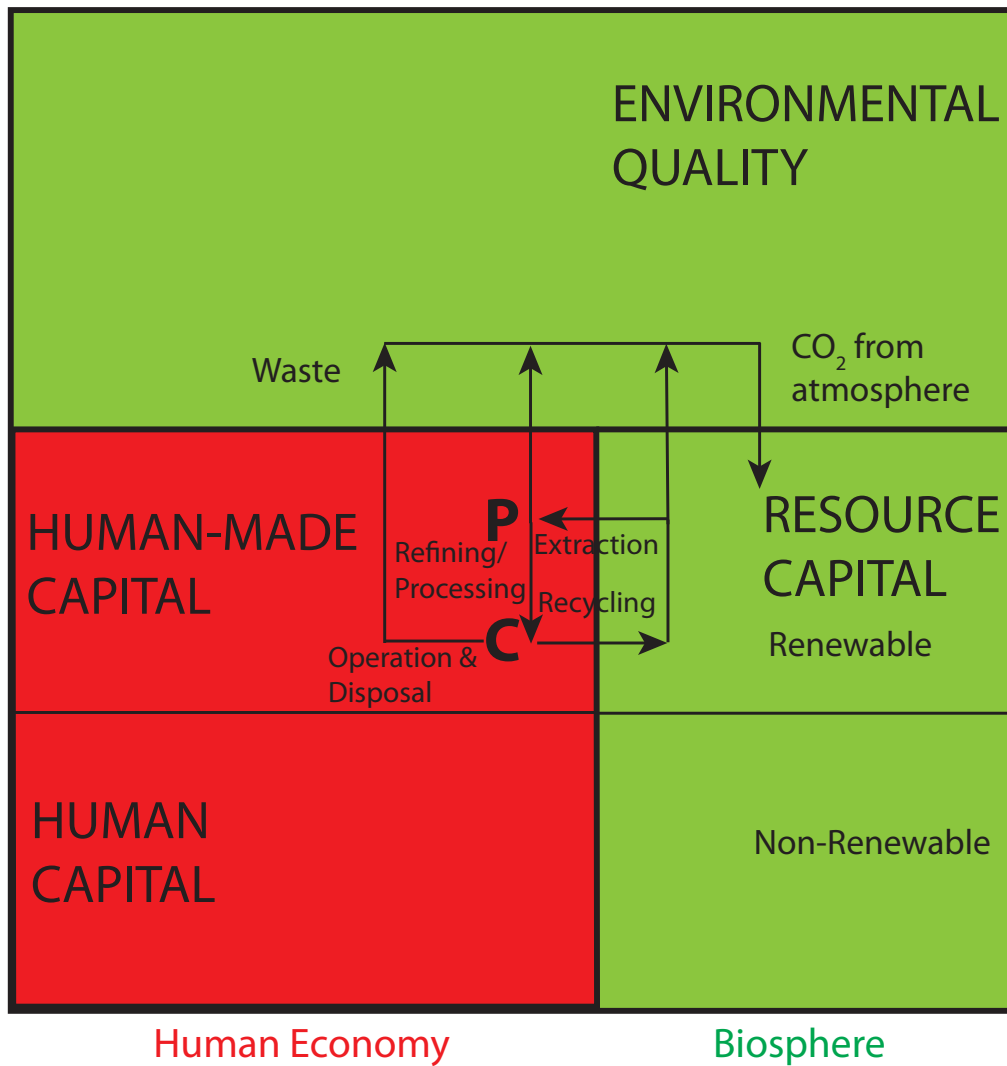 ENVIRONMENTAL
QUALITY
Waste
CO₂ from
atmosphere
HUMAN-MADE
CAPITAL
P
Refining/
Processing
Extraction
Recycling
C
Operation &
Disposal
RESOURCE
CAPITAL
Renewable
HUMAN
CAPITAL
Non-Renewable
Human Economy
Biosphere